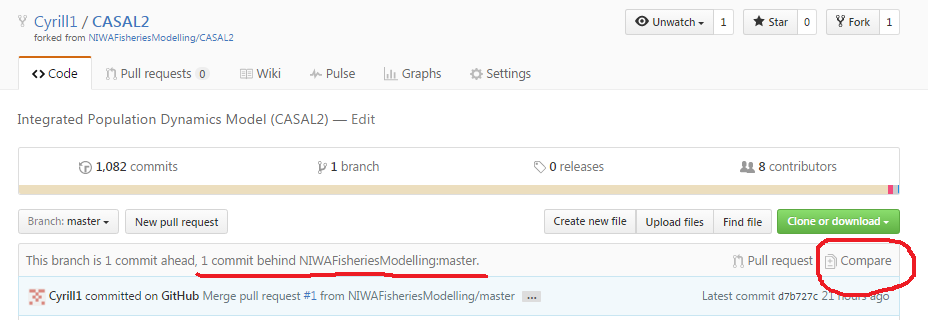 Cyrill1 / CASAL2
forked from NIWAFisheriesModelling/CASAL2
Unwatch 1 Star 0 Fork 1
Code Pull requests 0 Wiki Pulse Graphs Settings
Integrated Population Dynamics Model (CASAL2) — Edit
1,082 commits 1 branch 0 releases 8 contributors
Branch: master New pull request Create new file Upload files Find file Clone or download
This branch is 1 commit ahead, 1 commit behind NIWAFisheriesModelling:master. Pull request Compare
Cyrill1 committed on GitHub Merge pull request #1 from NIWAFisheriesModelling/master ... Latest commit d7b727c 21 hours ago